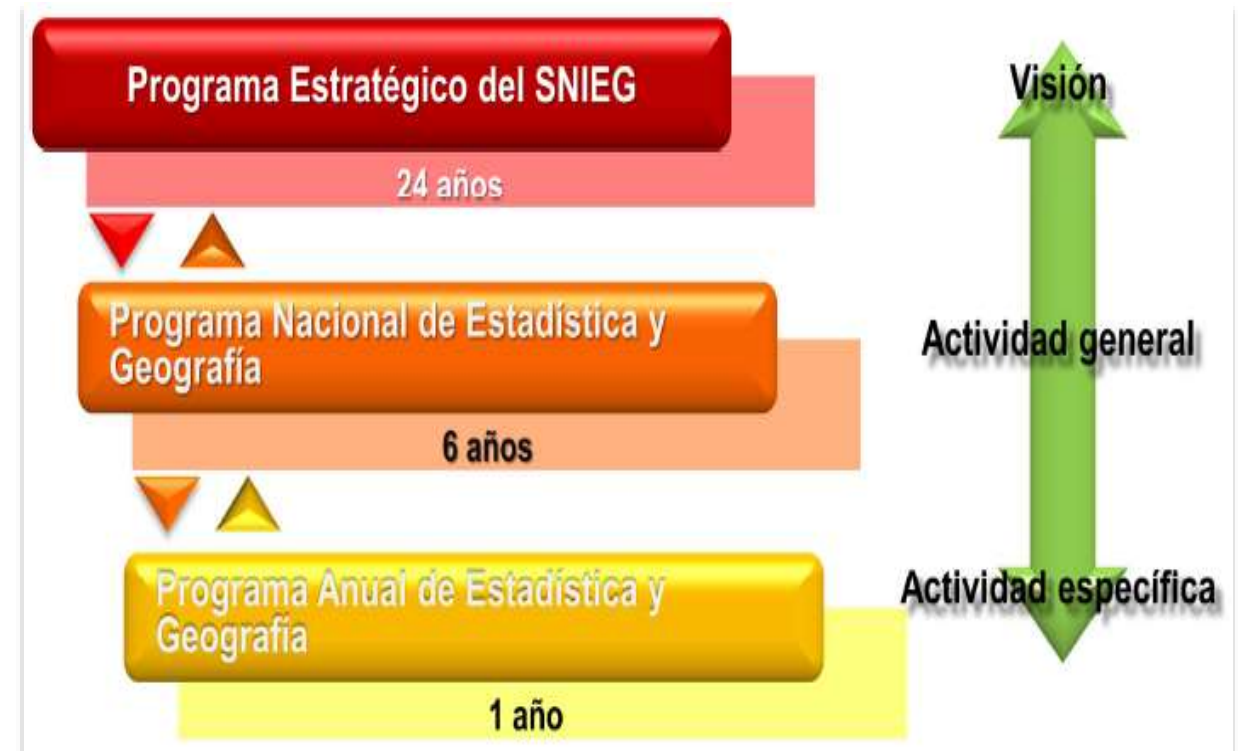 Programa Estratégico del SNIEG
24 años
Programa Nacional de Estadística y
Geografía
6 años
Programa Anual de Estadística y
Geografía
1 año
Visión
Actividad general
Actividad específica